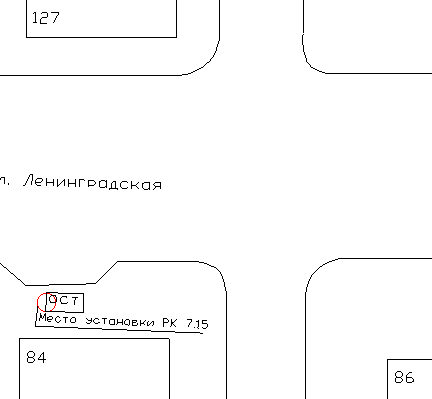 127
л. Ленинградская
ОСТ
Место установки РК 7.15
84
86